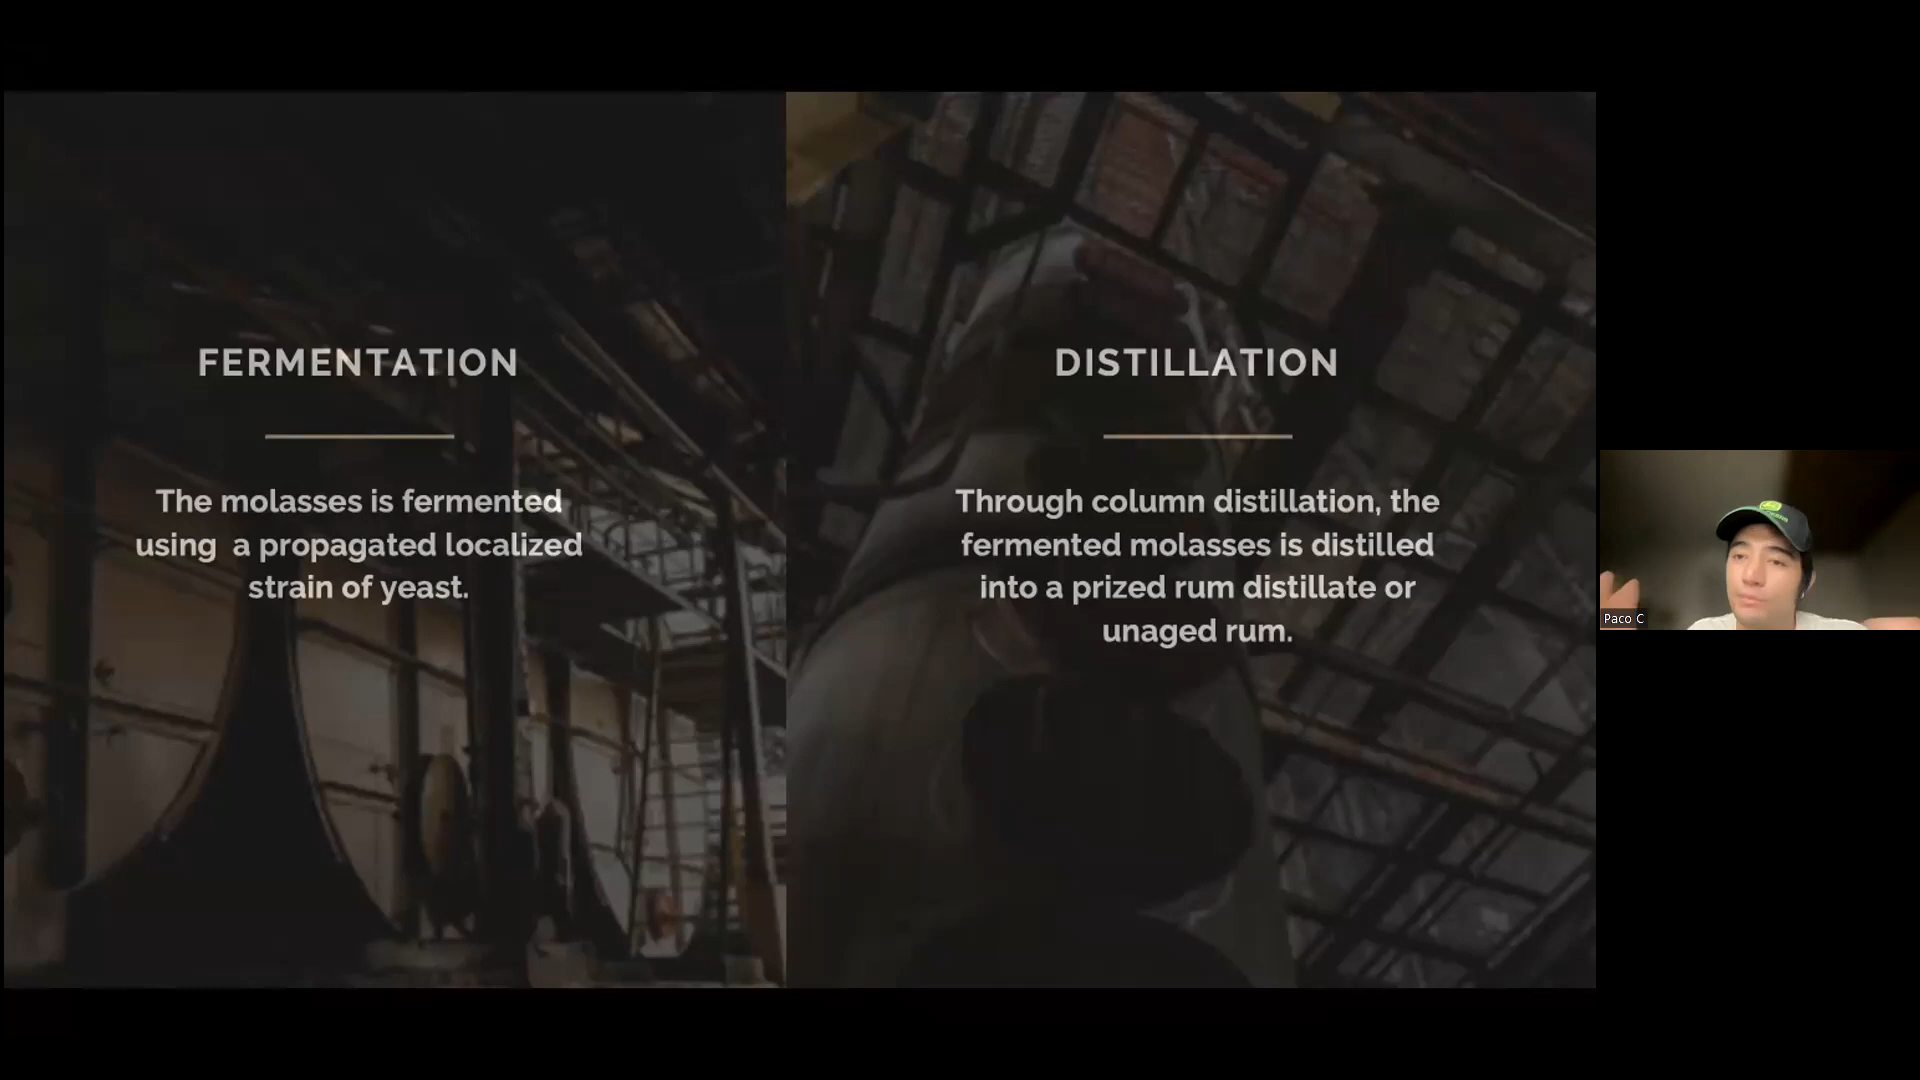 FERMENTATION
The molasses is fermented
using  a propagated localized
strain of yeast.
DISTILLATION
Through column distillation, the
fermented molasses is distilled
into a prized rum distillate or
unaged rum.
Paco C